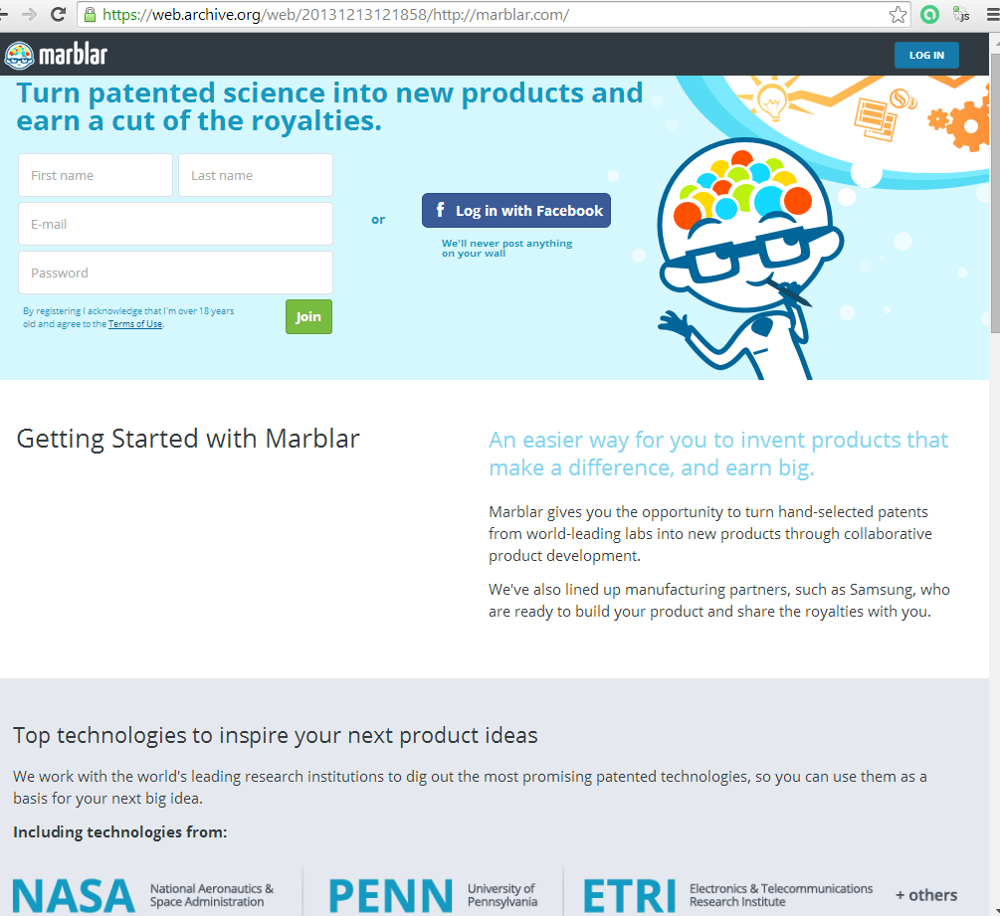 https://web.archive.org/web/20131213121858/http://marblar.com/
js
marblar
LOG IN
Turn patented science into new products and
earn a cut of the royalties.
First name
Last name
E-mail
or
f Log in with Facebook
We'll never post anything
on your wall
Password
By registering I acknowledge that I'm over 18 years
old and agree to the Terms of Use.
Join
Getting Started with Marblar
An easier way for you to invent products that
make a difference, and earn big.
Marblar gives you the opportunity to turn hand-selected patents
from world-leading labs into new products through collaborative
product development.
We've also lined up manufacturing partners, such as Samsung, who
are ready to build your product and share the royalties with you.
Top technologies to inspire your next product ideas
We work with the world's leading research institutions to dig out the most promising patented technologies, so you can use them as a
basis for your next big idea.
Including technologies from:
NASA
National Aeronautics &
Space Administration
PENN
University of
Pennsylvania
ETRI
Electronics & Telecommunications
Research Institute
+ others